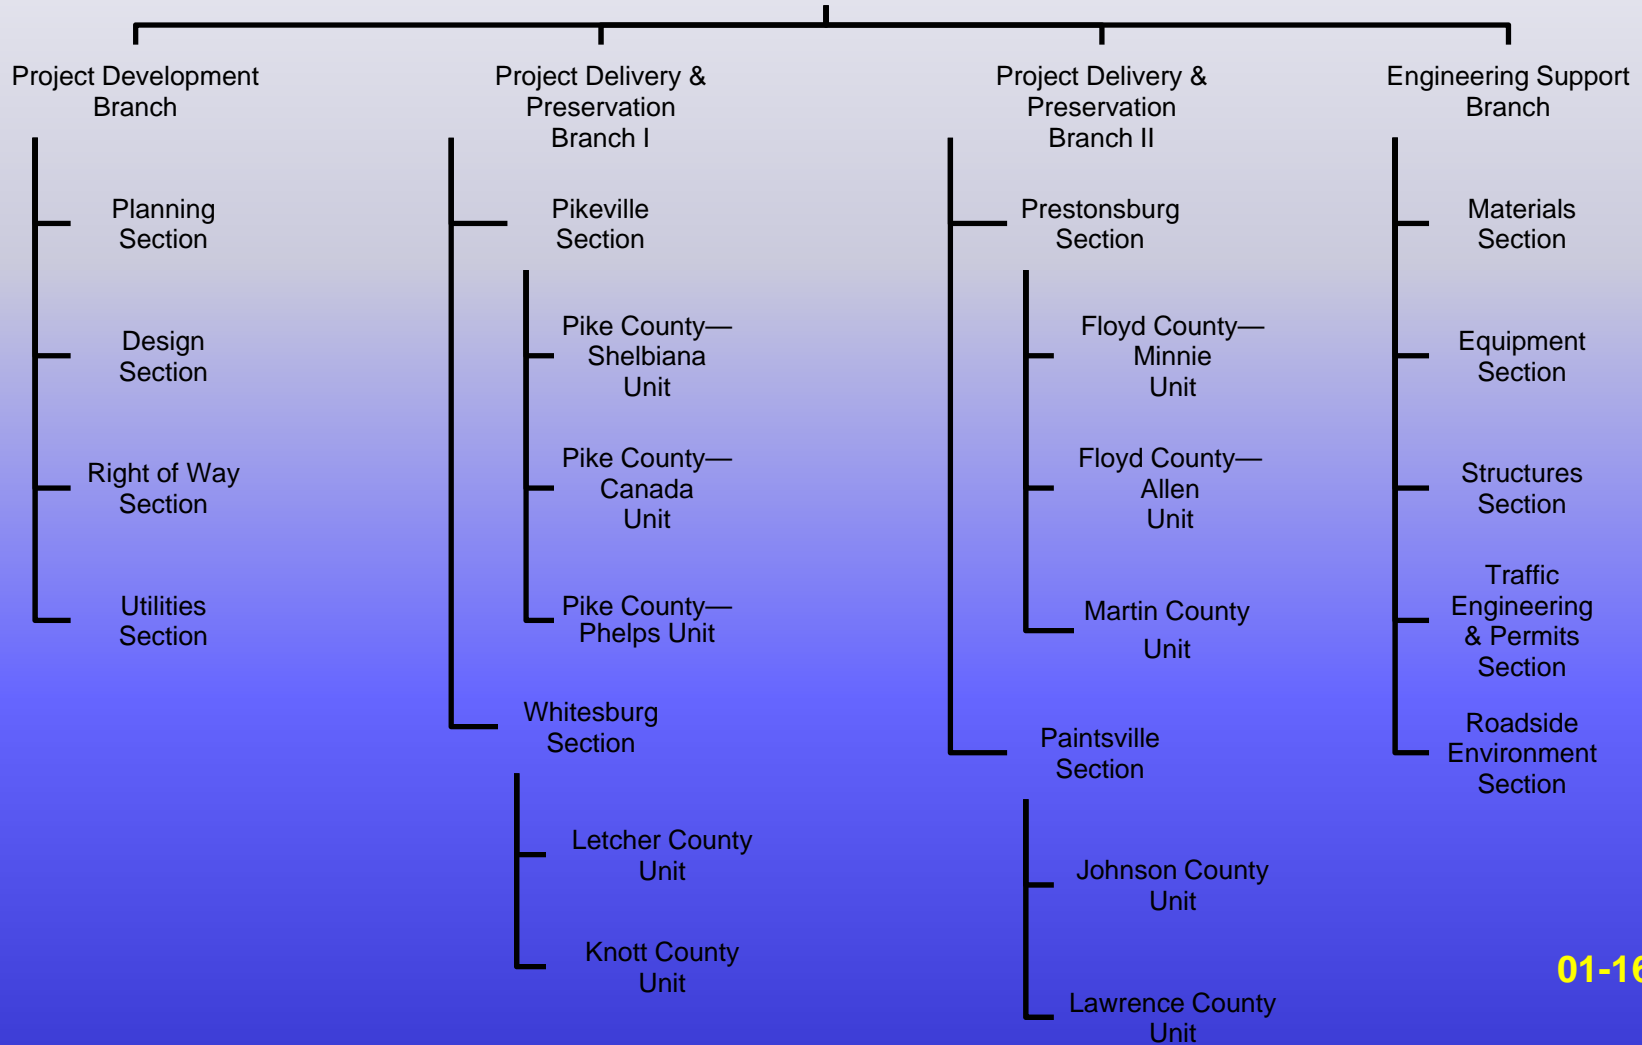 Project Development
Branch
Planning
Section
Design
Section
Right of Way
Section
Utilities
Section
Project Delivery &
Preservation
Branch I
Pikeville
Section
Pike County—
Shelbiana
Unit
Pike County—
Canada
Unit
Pike County—
Phelps Unit
Whitesburg
Section
Letcher County
Unit
Knott County
Unit
Project Delivery &
Preservation
Branch II
Prestonsburg
Section
Floyd County—
Minnie
Unit
Floyd County—
Allen
Unit
Martin County
Unit
Paintsville
Section
Johnson County
Unit
Lawrence County
Unit
Engineering Support
Branch
Materials
Section
Equipment
Section
Structures
Section
Traffic
Engineering
& Permits
Section
Roadside
Environment
Section
01-16